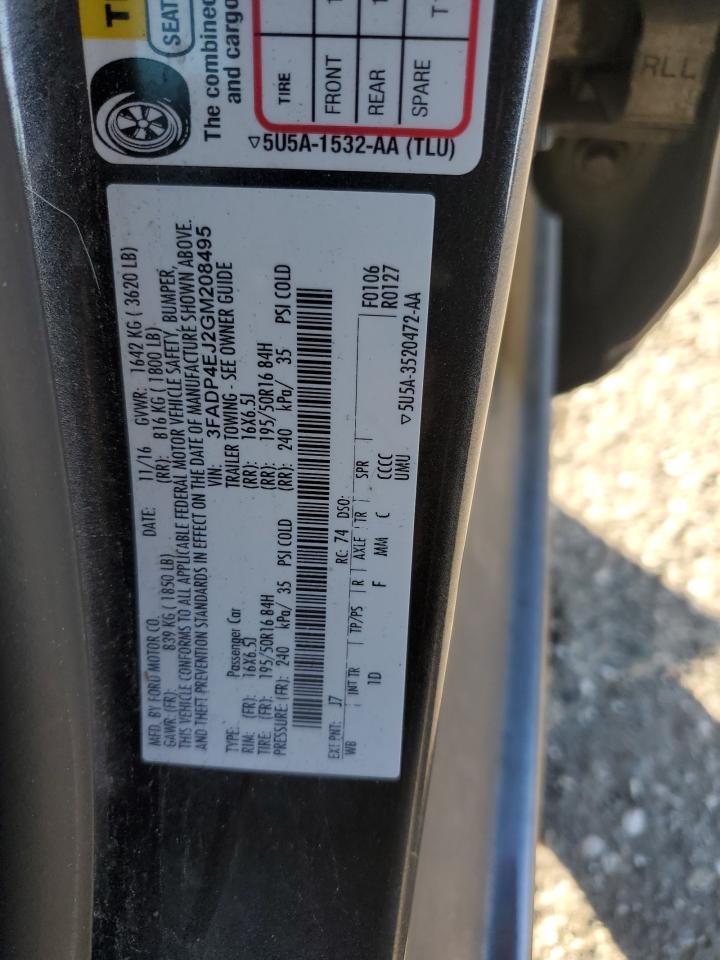 T
SEAT
The combined
and cargo
TIRE
FRONT 1
REAR 1
SPARE T1
▽5U5A-1532-AA (TLU)
MFD. BY FORD MOTOR CO.
DATE: 11/16 GVWR: 1642 KG ( 3620 LB)
GAWR: (FR): 839 KG ( 1850 LB) (RR): 816 KG ( 1800 LB)
THIS VEHICLE CONFORMS TO ALL APPLICABLE FEDERAL MOTOR VEHICLE SAFETY, BUMPER,
AND THEFT PREVENTION STANDARDS IN EFFECT ON THE DATE OF MANUFACTURE SHOWN ABOVE.
VIN: 3FADP4EJ2GM208495
TYPE: Passenger Car TRAILER TOWING - SEE OWNER GUIDE
RIM: (FR): 16X6.5J (RR): 16X6.5J
TIRE: (FR): 195/50R16 84H (RR): 195/50R16 84H
PRESSURE (FR): 240 kPa/ 35 PSI COLD (RR): 240 kPa/ 35 PSI COLD
EXT PNT: J7 RC: 74 DSO: F0106
WB INT TR TP/PS R AXLE TR SPR R0127
1D F MM C CCCC
UMU
▽5U5A-3520472-AA
RLL